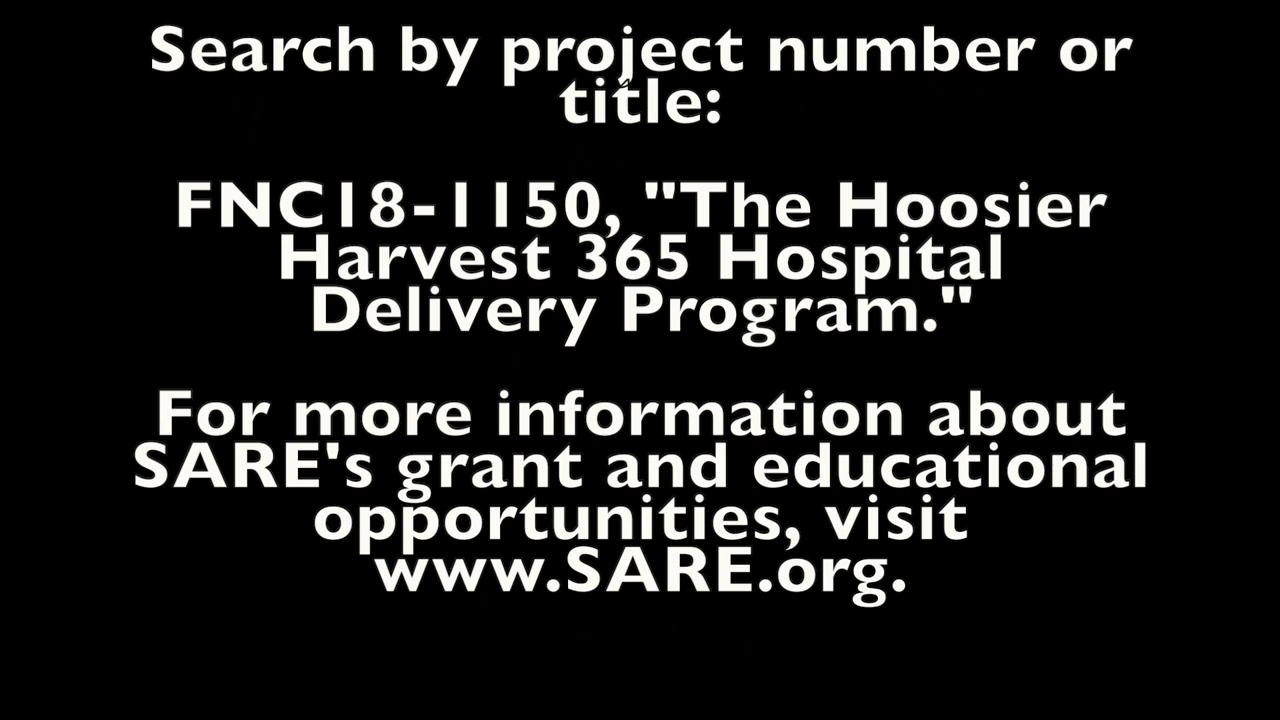 Search by project number or
title:
FNC18-1150, "The Hoosier
Harvest 365 Hospital
Delivery Program."
For more information about
SARE's grant and educational
opportunities, visit
www.SARE.org.